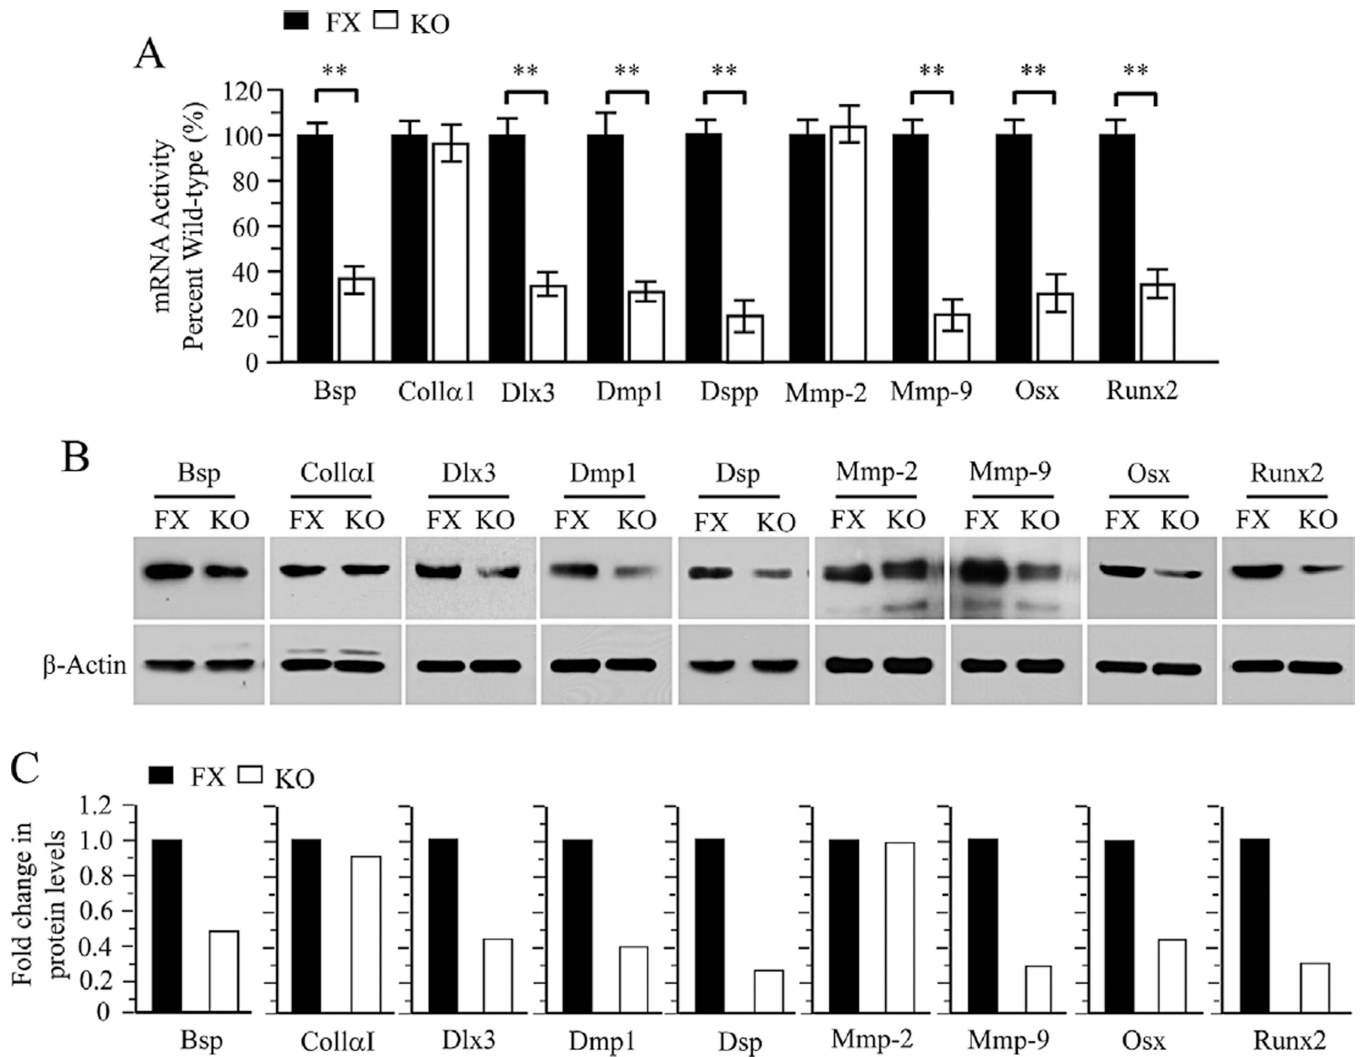 FX KO
A
** ** ** ** ** ** **
mRNA Activity
Percent Wild-type (%)
120
100
80
60
40
20
0
Bsp Collα1 Dlx3 Dmp1 Dspp Mmp-2 Mmp-9 Osx Runx2
B
Bsp CollαI Dlx3 Dmp1 Dsp Mmp-2 Mmp-9 Osx Runx2
FX KO FX KO FX KO FX KO FX KO FX KO FX KO FX KO FX KO
β-Actin
C
FX KO
Fold change in
protein levels
1.2
1.0
0.8
0.6
0.4
0.2
0
Bsp CollαI Dlx3 Dmp1 Dsp Mmp-2 Mmp-9 Osx Runx2